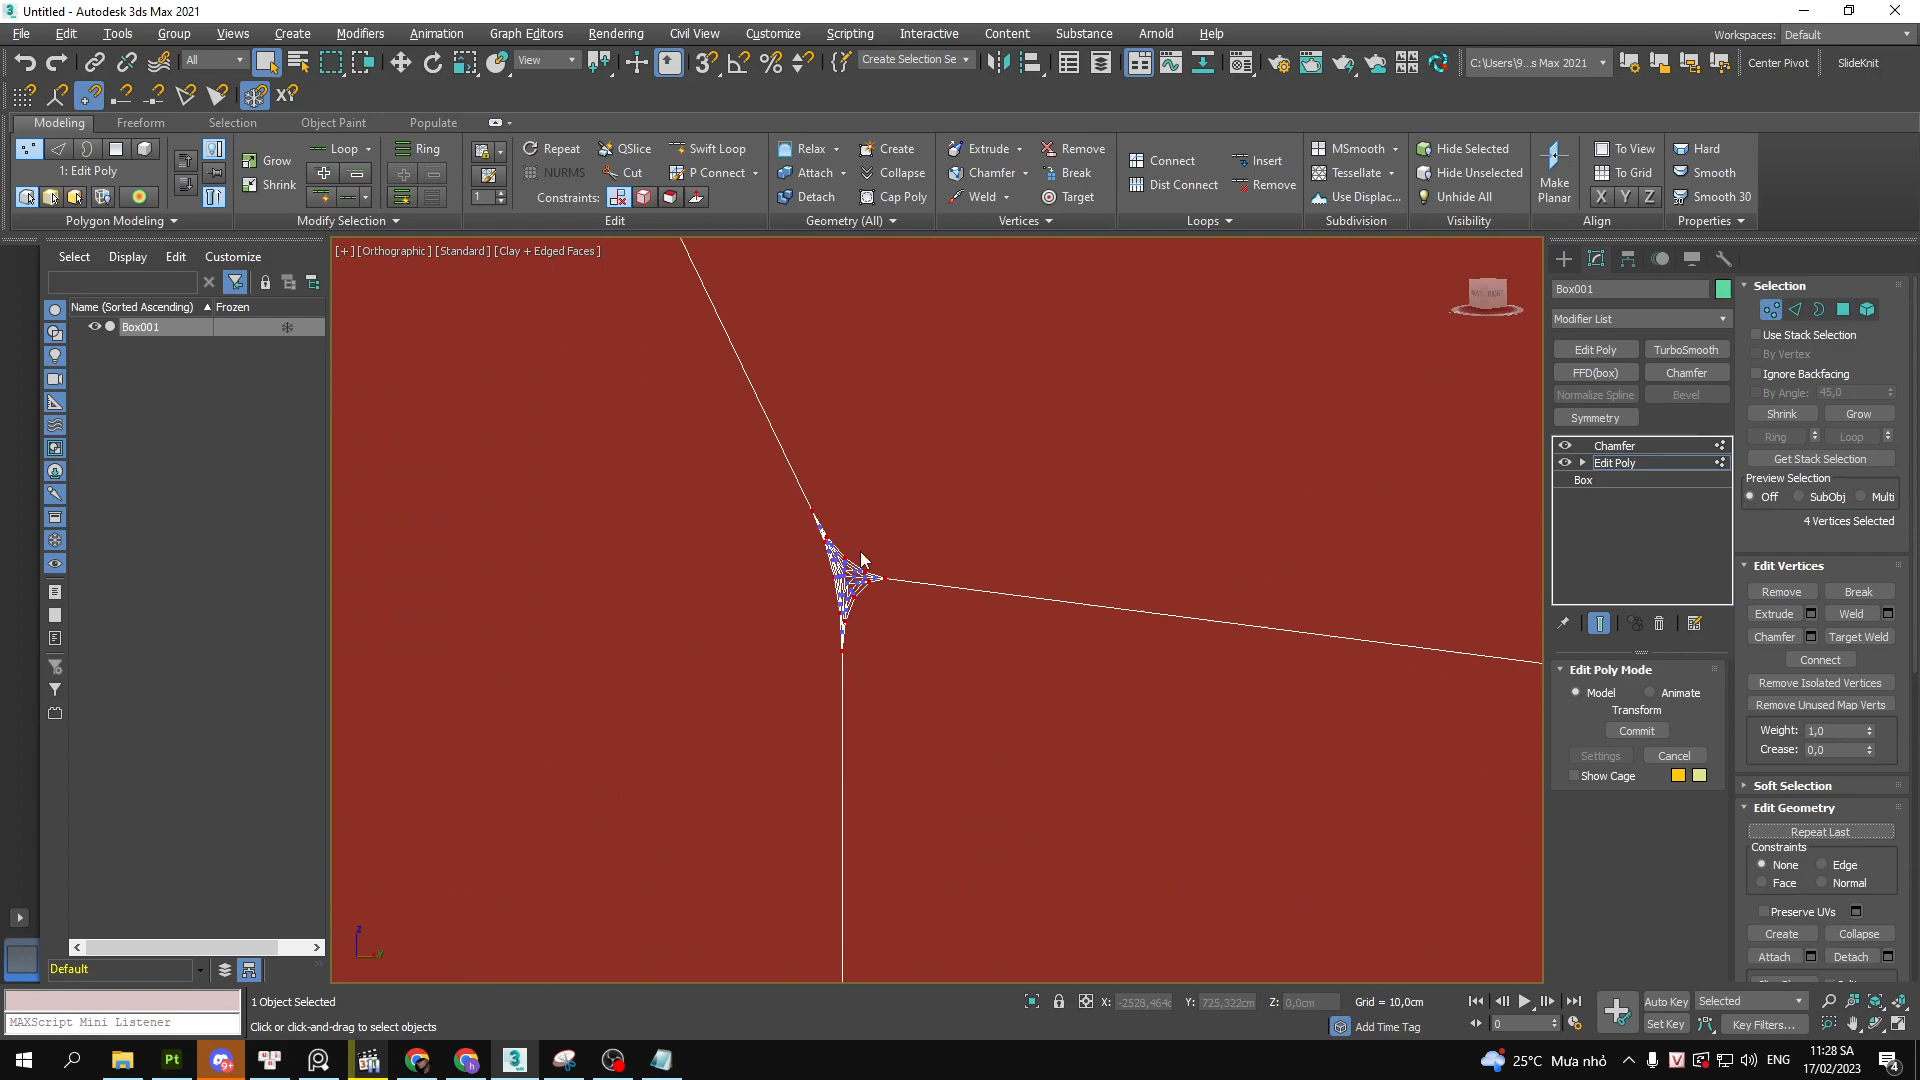 Untitled - Autodesk 3ds Max 2021
File Edit Tools Group Views Create Modifiers Animation Graph Editors Rendering Civil View Customize Scripting Interactive Content Substance Arnold Help
Workspaces: Default
All View Create Selection Se C:\Users\9...s Max 2021 Center Pivot SlideKnit
XY
Modeling Freeform Selection Object Paint Populate
Grow Loop Ring Repeat QSlice Swift Loop Relax Create Extrude Remove Connect Insert MSmooth Hide Selected To View Hard
1: Edit Poly Shrink NURMS Cut P Connect Attach Collapse Chamfer Break Dist Connect Remove Tessellate Hide Unselected Make Planar To Grid Smooth
1 Constraints: Detach Cap Poly Weld Target Use Displac... Unhide All X Y Z Smooth 30
Polygon Modeling Modify Selection Edit Geometry (All) Vertices Loops Subdivision Visibility Align Properties
Select Display Edit Customize
Name (Sorted Ascending) Frozen
Box001
[+] [Orthographic] [Standard] [Clay + Edged Faces]
RIGHT
z
y
Box001
Modifier List
Edit Poly TurboSmooth
FFD(box) Chamfer
Normalize Spline Bevel
Symmetry
Chamfer
Edit Poly
Box
Edit Poly Mode
Model Animate
Transform
Commit
Settings Cancel
Show Cage
Selection
Use Stack Selection
By Vertex
Ignore Backfacing
By Angle: 45,0
Shrink Grow
Ring Loop
Get Stack Selection
Preview Selection
Off SubObj Multi
4 Vertices Selected
Edit Vertices
Remove Break
Extrude Weld
Chamfer Target Weld
Connect
Remove Isolated Vertices
Remove Unused Map Verts
Weight: 1,0
Crease: 0,0
Soft Selection
Edit Geometry
Repeat Last
Constraints
None Edge
Face Normal
Preserve UVs
Create Collapse
Attach Detach
Default
MAXScript Mini Listener
1 Object Selected
Click or click-and-drag to select objects
X: -2528,464c Y: 725,322cm Z: 0,0cm Grid = 10,0cm
Add Time Tag
0
Auto Key Selected
Set Key Key Filters...
Pt 9+ 3
25°C Mưa nhỏ V ENG
11:28 SA
17/02/2023
4